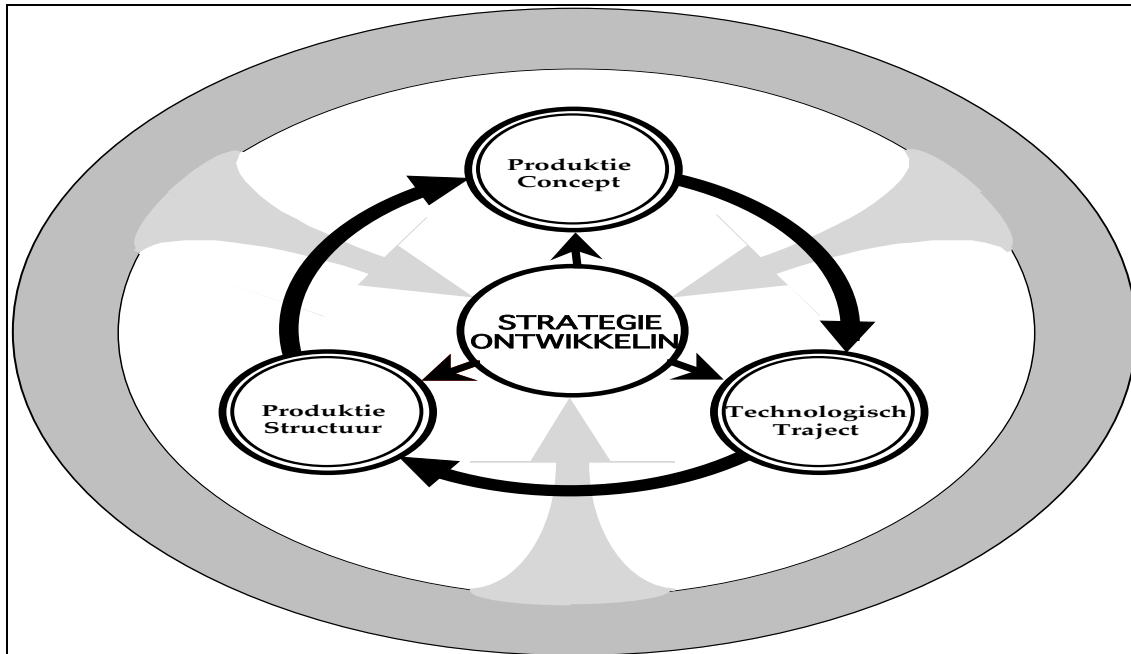 Produktie
Concept
STRATEGIE
ONTWIKKELIN
Produktie
Structuur
Technologisch
Traject